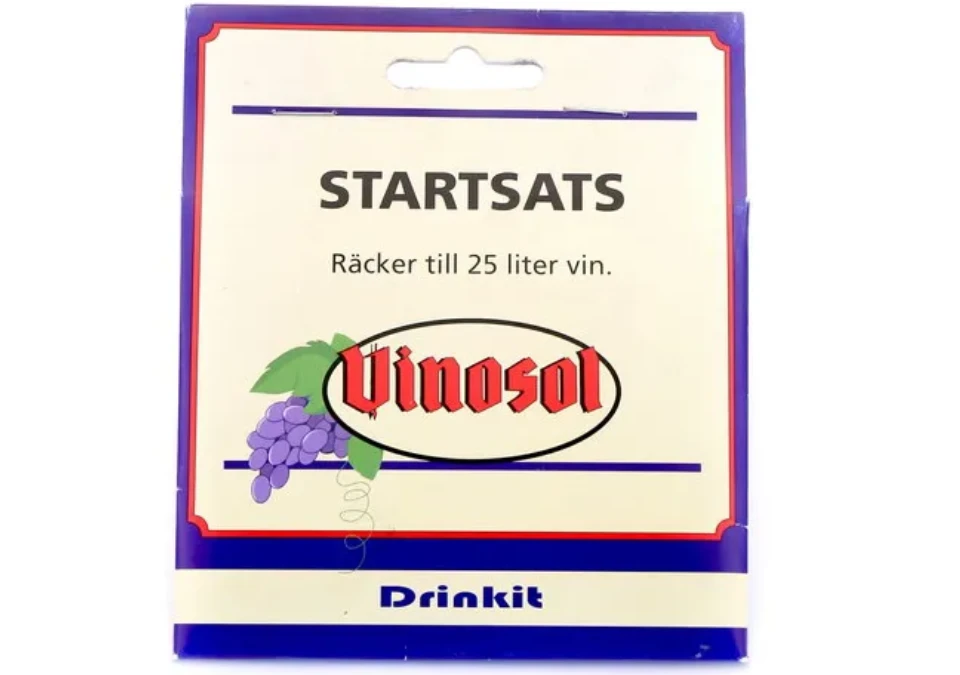 STARTSATS
Räcker till 25 liter vin.
Vinosol
Drinkit